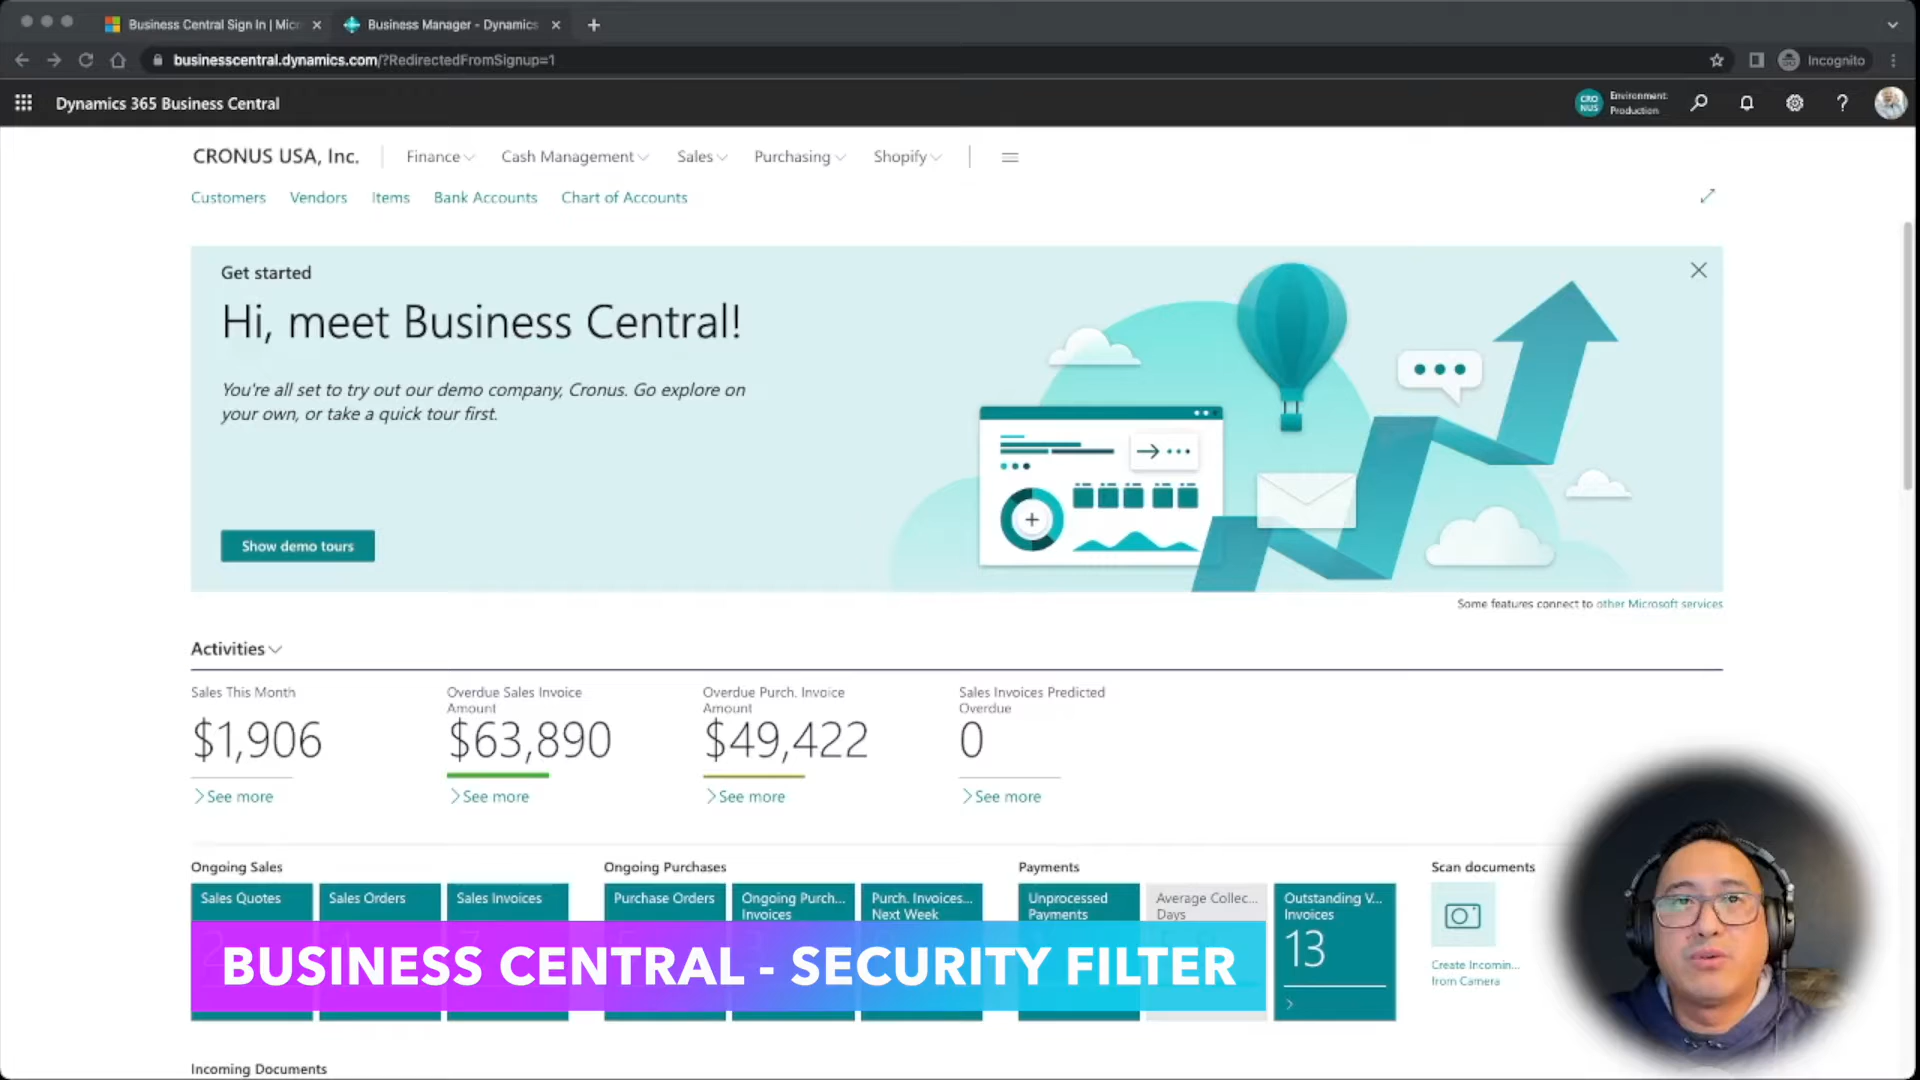 Business Central Sign In | Mic
Business Manager - Dynamics
businesscentral.dynamics.com/?RedirectedFromSignup=1
Incognito
Dynamics 365 Business Central
CRO
NUS
Environment:
Production
?
CRONUS USA, Inc.
Finance
Cash Management
Sales
Purchasing
Shopify
Customers
Vendors
Items
Bank Accounts
Chart of Accounts
Get started
Hi, meet Business Central!
You're all set to try out our demo company, Cronus. Go explore on
your own, or take a quick tour first.
Show demo tours
Some features connect to other Microsoft services
Activities
Sales This Month
$1,906
See more
Overdue Sales Invoice
Amount
$63,890
See more
Overdue Purch. Invoice
Amount
$49,422
See more
Sales Invoices Predicted
Overdue
0
See more
Ongoing Sales
Sales Quotes
Sales Orders
Sales Invoices
Ongoing Purchases
Purchase Orders
Ongoing Purch...
Invoices
Purch. Invoices...
Next Week
Payments
Unprocessed
Payments
Average Collec...
Days
Outstanding V...
Invoices
13
Scan documents
Create Incomin...
from Camera
BUSINESS CENTRAL - SECURITY FILTER
Incoming Documents